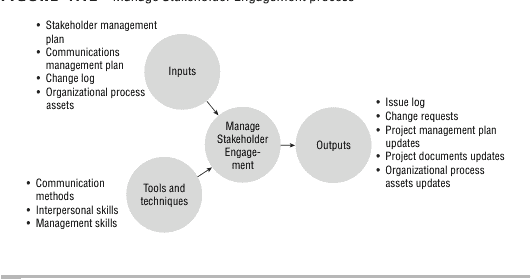 Manage Stakeholder Engagement process
• Stakeholder management
plan
• Communications
management plan
• Change log
• Organizational process
assets
Inputs
Manage
Stakeholder
Engage-
ment
Outputs
• Issue log
• Change requests
• Project management plan
updates
• Project documents updates
• Organizational process
assets updates
Tools and
techniques
• Communication
methods
• Interpersonal skills
• Management skills